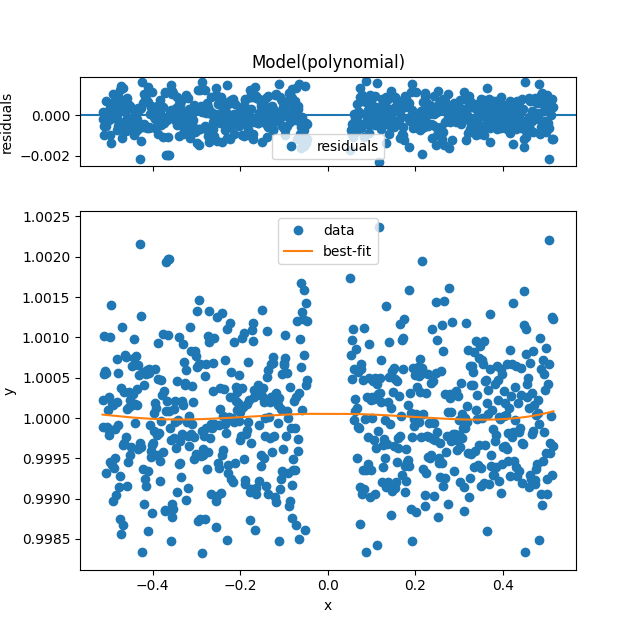 Model(polynomial)
residuals
0.000
−0.002
residuals
y
1.0025
1.0020
1.0015
1.0010
1.0005
1.0000
0.9995
0.9990
0.9985
data
best-fit
−0.4
−0.2
0.0
0.2
0.4
x